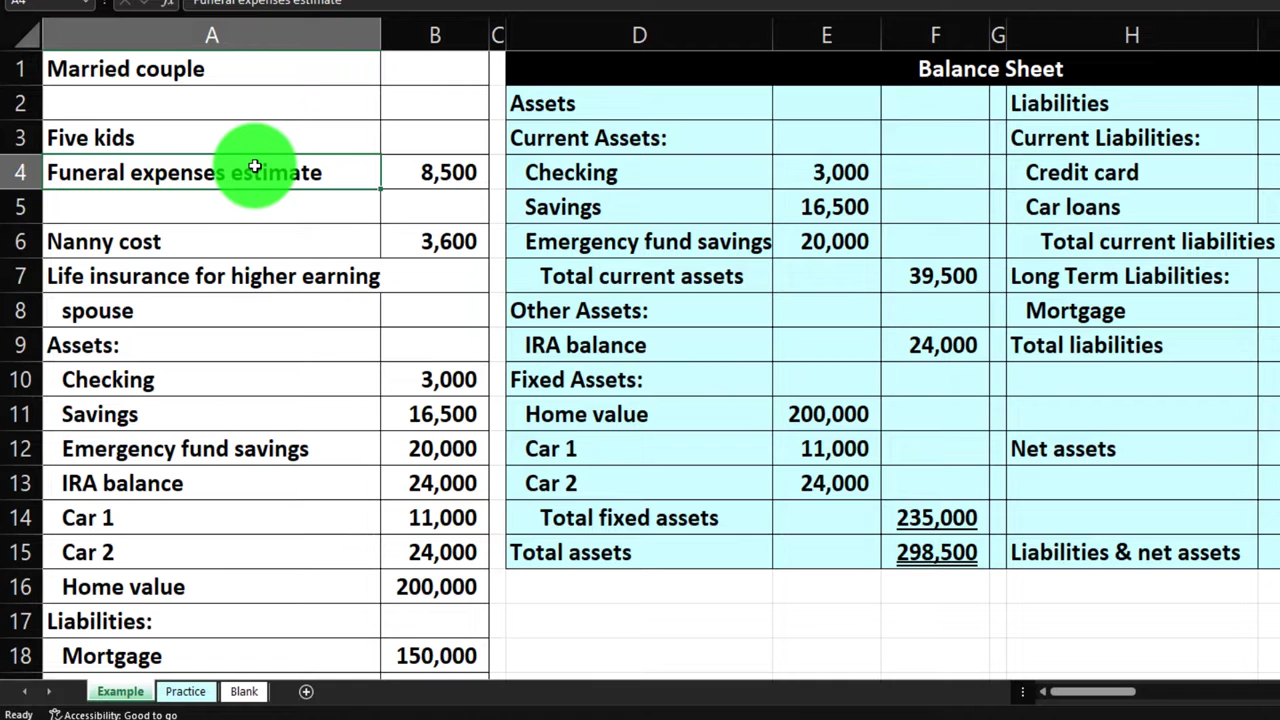 A4
Funeral expenses estimate
A B C D E F G H
1 Married couple Balance Sheet
2 Assets Liabilities
3 Five kids Current Assets: Current Liabilities:
4 Funeral expenses estimate 8,500 Checking 3,000 Credit card
5 Savings 16,500 Car loans
6 Nanny cost 3,600 Emergency fund savings 20,000 Total current liabilities
7 Life insurance for higher earning Total current assets 39,500 Long Term Liabilities:
8 spouse Other Assets: Mortgage
9 Assets: IRA balance 24,000 Total liabilities
10 Checking 3,000 Fixed Assets:
11 Savings 16,500 Home value 200,000
12 Emergency fund savings 20,000 Car 1 11,000 Net assets
13 IRA balance 24,000 Car 2 24,000
14 Car 1 11,000 Total fixed assets 235,000
15 Car 2 24,000 Total assets 298,500 Liabilities & net assets
16 Home value 200,000
17 Liabilities:
18 Mortgage 150,000
Example Practice Blank
Ready Accessibility: Good to go